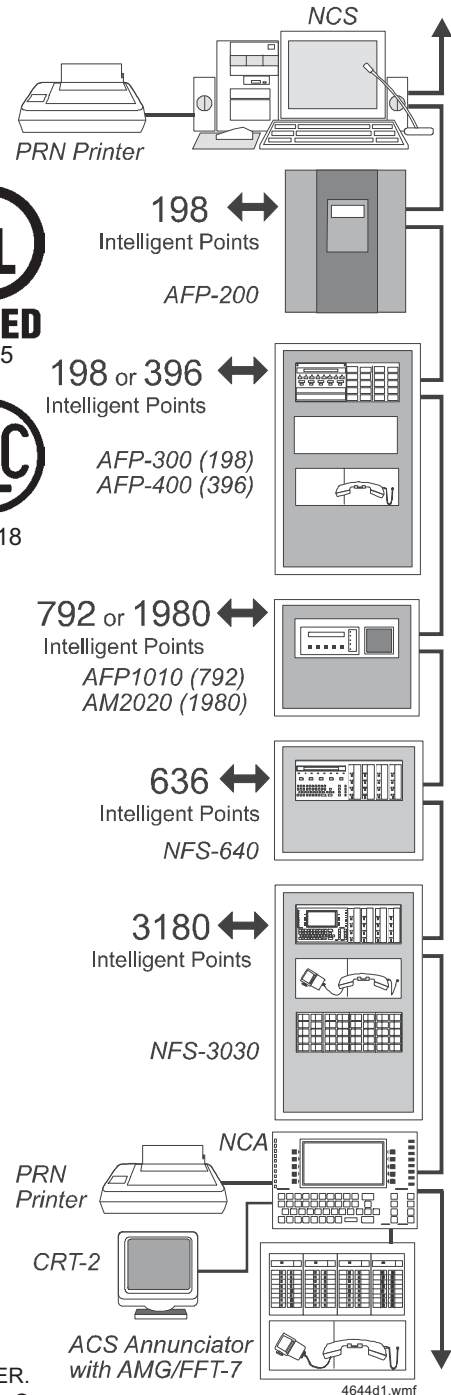 NCS
PRN Printer
198
Intelligent Points
AFP-200
L
ED
5
198 or 396
Intelligent Points
AFP-300 (198)
AFP-400 (396)
LC
18
792 or 1980
Intelligent Points
AFP1010 (792)
AM2020 (1980)
636
Intelligent Points
NFS-640
3180
Intelligent Points
NFS-3030
NCA
PRN
Printer
CRT-2
ACS Annunciator
with AMG/FFT-7
ER.
4644d1.wmf